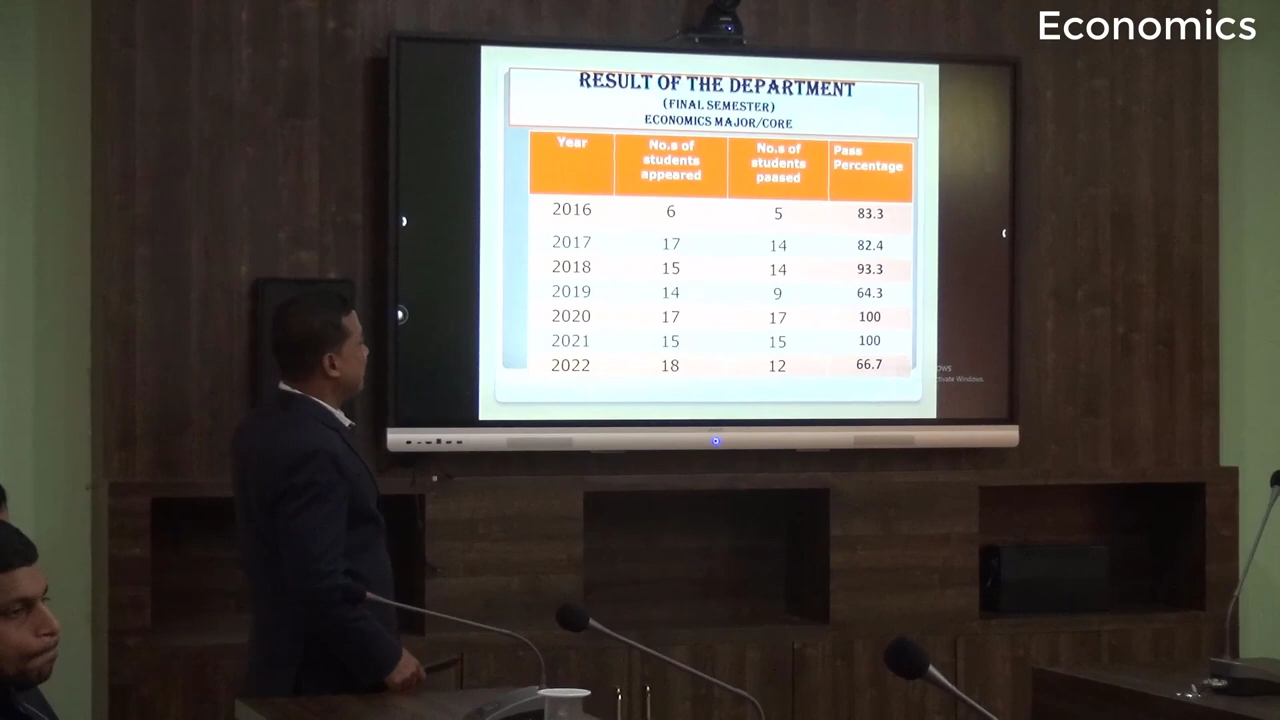 Economics
RESULT OF THE DEPARTMENT
(FINAL SEMESTER)
ECONOMICS MAJOR/CORE
Year No.s of students appeared No.s of students paased Pass Percentage
2016 6 5 83.3
2017 17 14 82.4
2018 15 14 93.3
2019 14 9 64.3
2020 17 17 100
2021 15 15 100
2022 18 12 66.7
Windows.